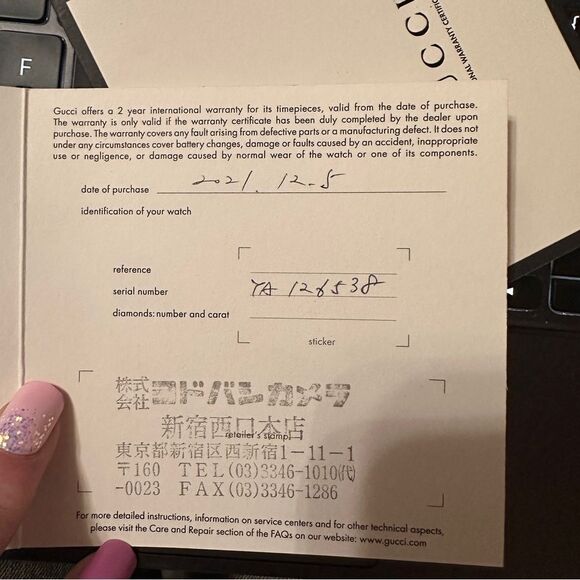 F
GUCCI
Gucci offers a 2 year international warranty for its timepieces, valid from the date of purchase.
The warranty is only valid if the warranty certificate has been duly completed by the dealer upon
purchase. The warranty covers any fault arising from defective parts or a manufacturing defect. It does not
under any circumstances cover battery changes, damage or faults caused by an accident, inappropriate
use or negligence, or damage caused by normal wear of the watch or one of its components.
date of purchase 2021.12.5
identification of your watch
reference
serial number YA 126538
diamonds: number and carat
sticker
株式会社 ヨドバシカメラ
新宿西口本店
retailer's stamp
東京都新宿区西新宿1-11-1
〒160 TEL(03)3346-1010(代)
-0023 FAX(03)3346-1286
For more detailed instructions, information on service centers and for other technical aspects,
please visit the Care and Repair section of the FAQs on our website: www.gucci.com